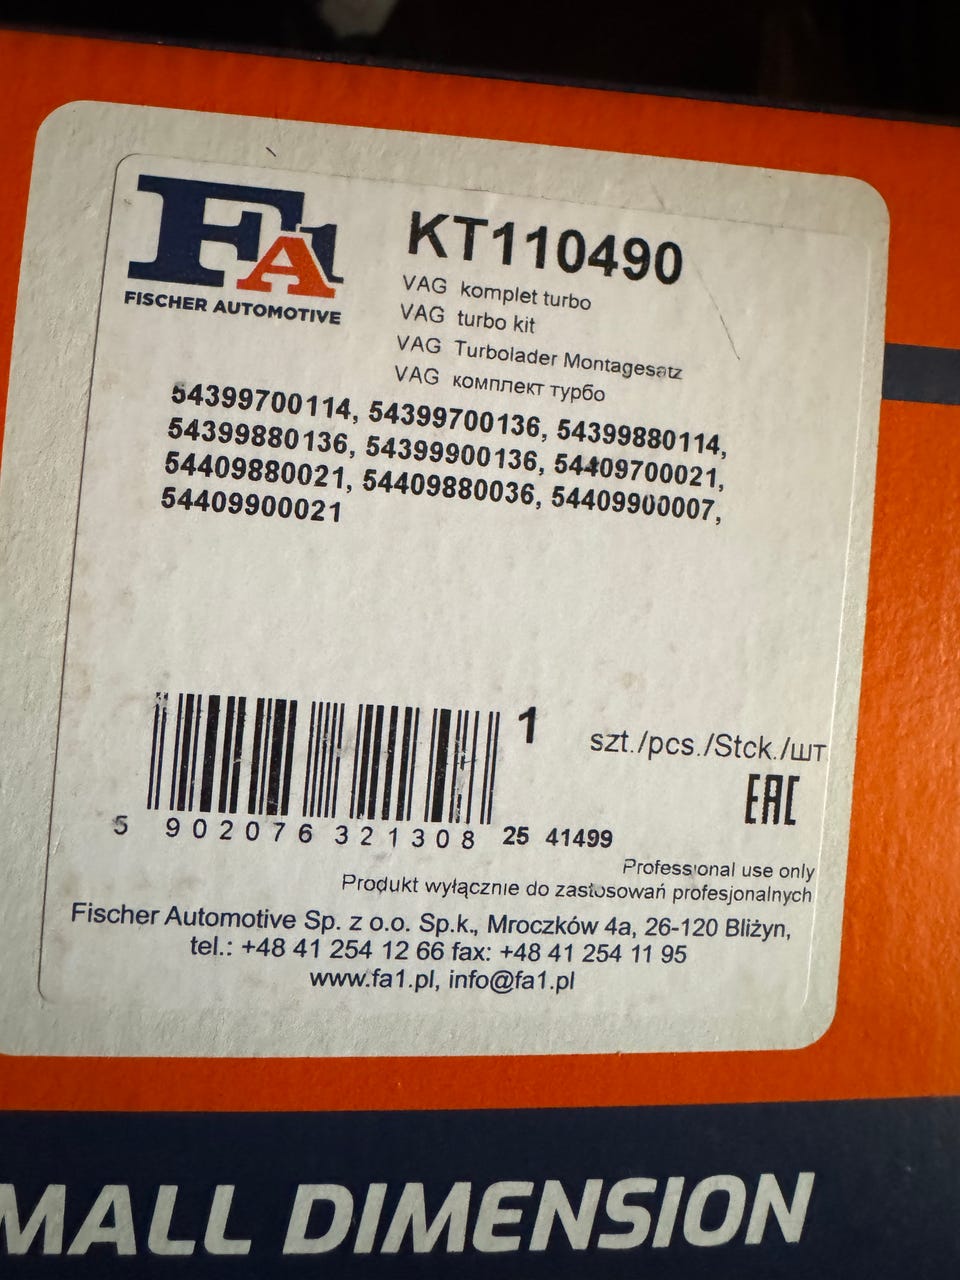 FA1
FISCHER AUTOMOTIVE
KT110490
VAG komplet turbo
VAG turbo kit
VAG Turbolader Montagesatz
VAG комплект турбо
54399700114, 54399700136, 54399880114,
54399880136, 54399900136, 54409700021,
54409880021, 54409880036, 54409900007,
54409900021
1 szt./pcs./Stck./шт
EAC
5 902076 321308 25 41499
Professional use only
Produkt wyłącznie do zastosowań profesjonalnych
Fischer Automotive Sp. z o.o. Sp.k., Mroczków 4a, 26-120 Bliżyn,
tel.: +48 41 254 12 66 fax: +48 41 254 11 95
www.fa1.pl, info@fa1.pl
MALL DIMENSION